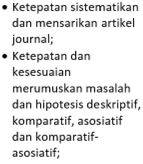 • Ketepatan sistematikan
dan mensarikan artikel
journal;
• Ketepatan dan
kesesuaian
merumuskan masalah
dan hipotesis deskriptif,
komparatif, asosiatif
dan komparatif-
asosiatif;